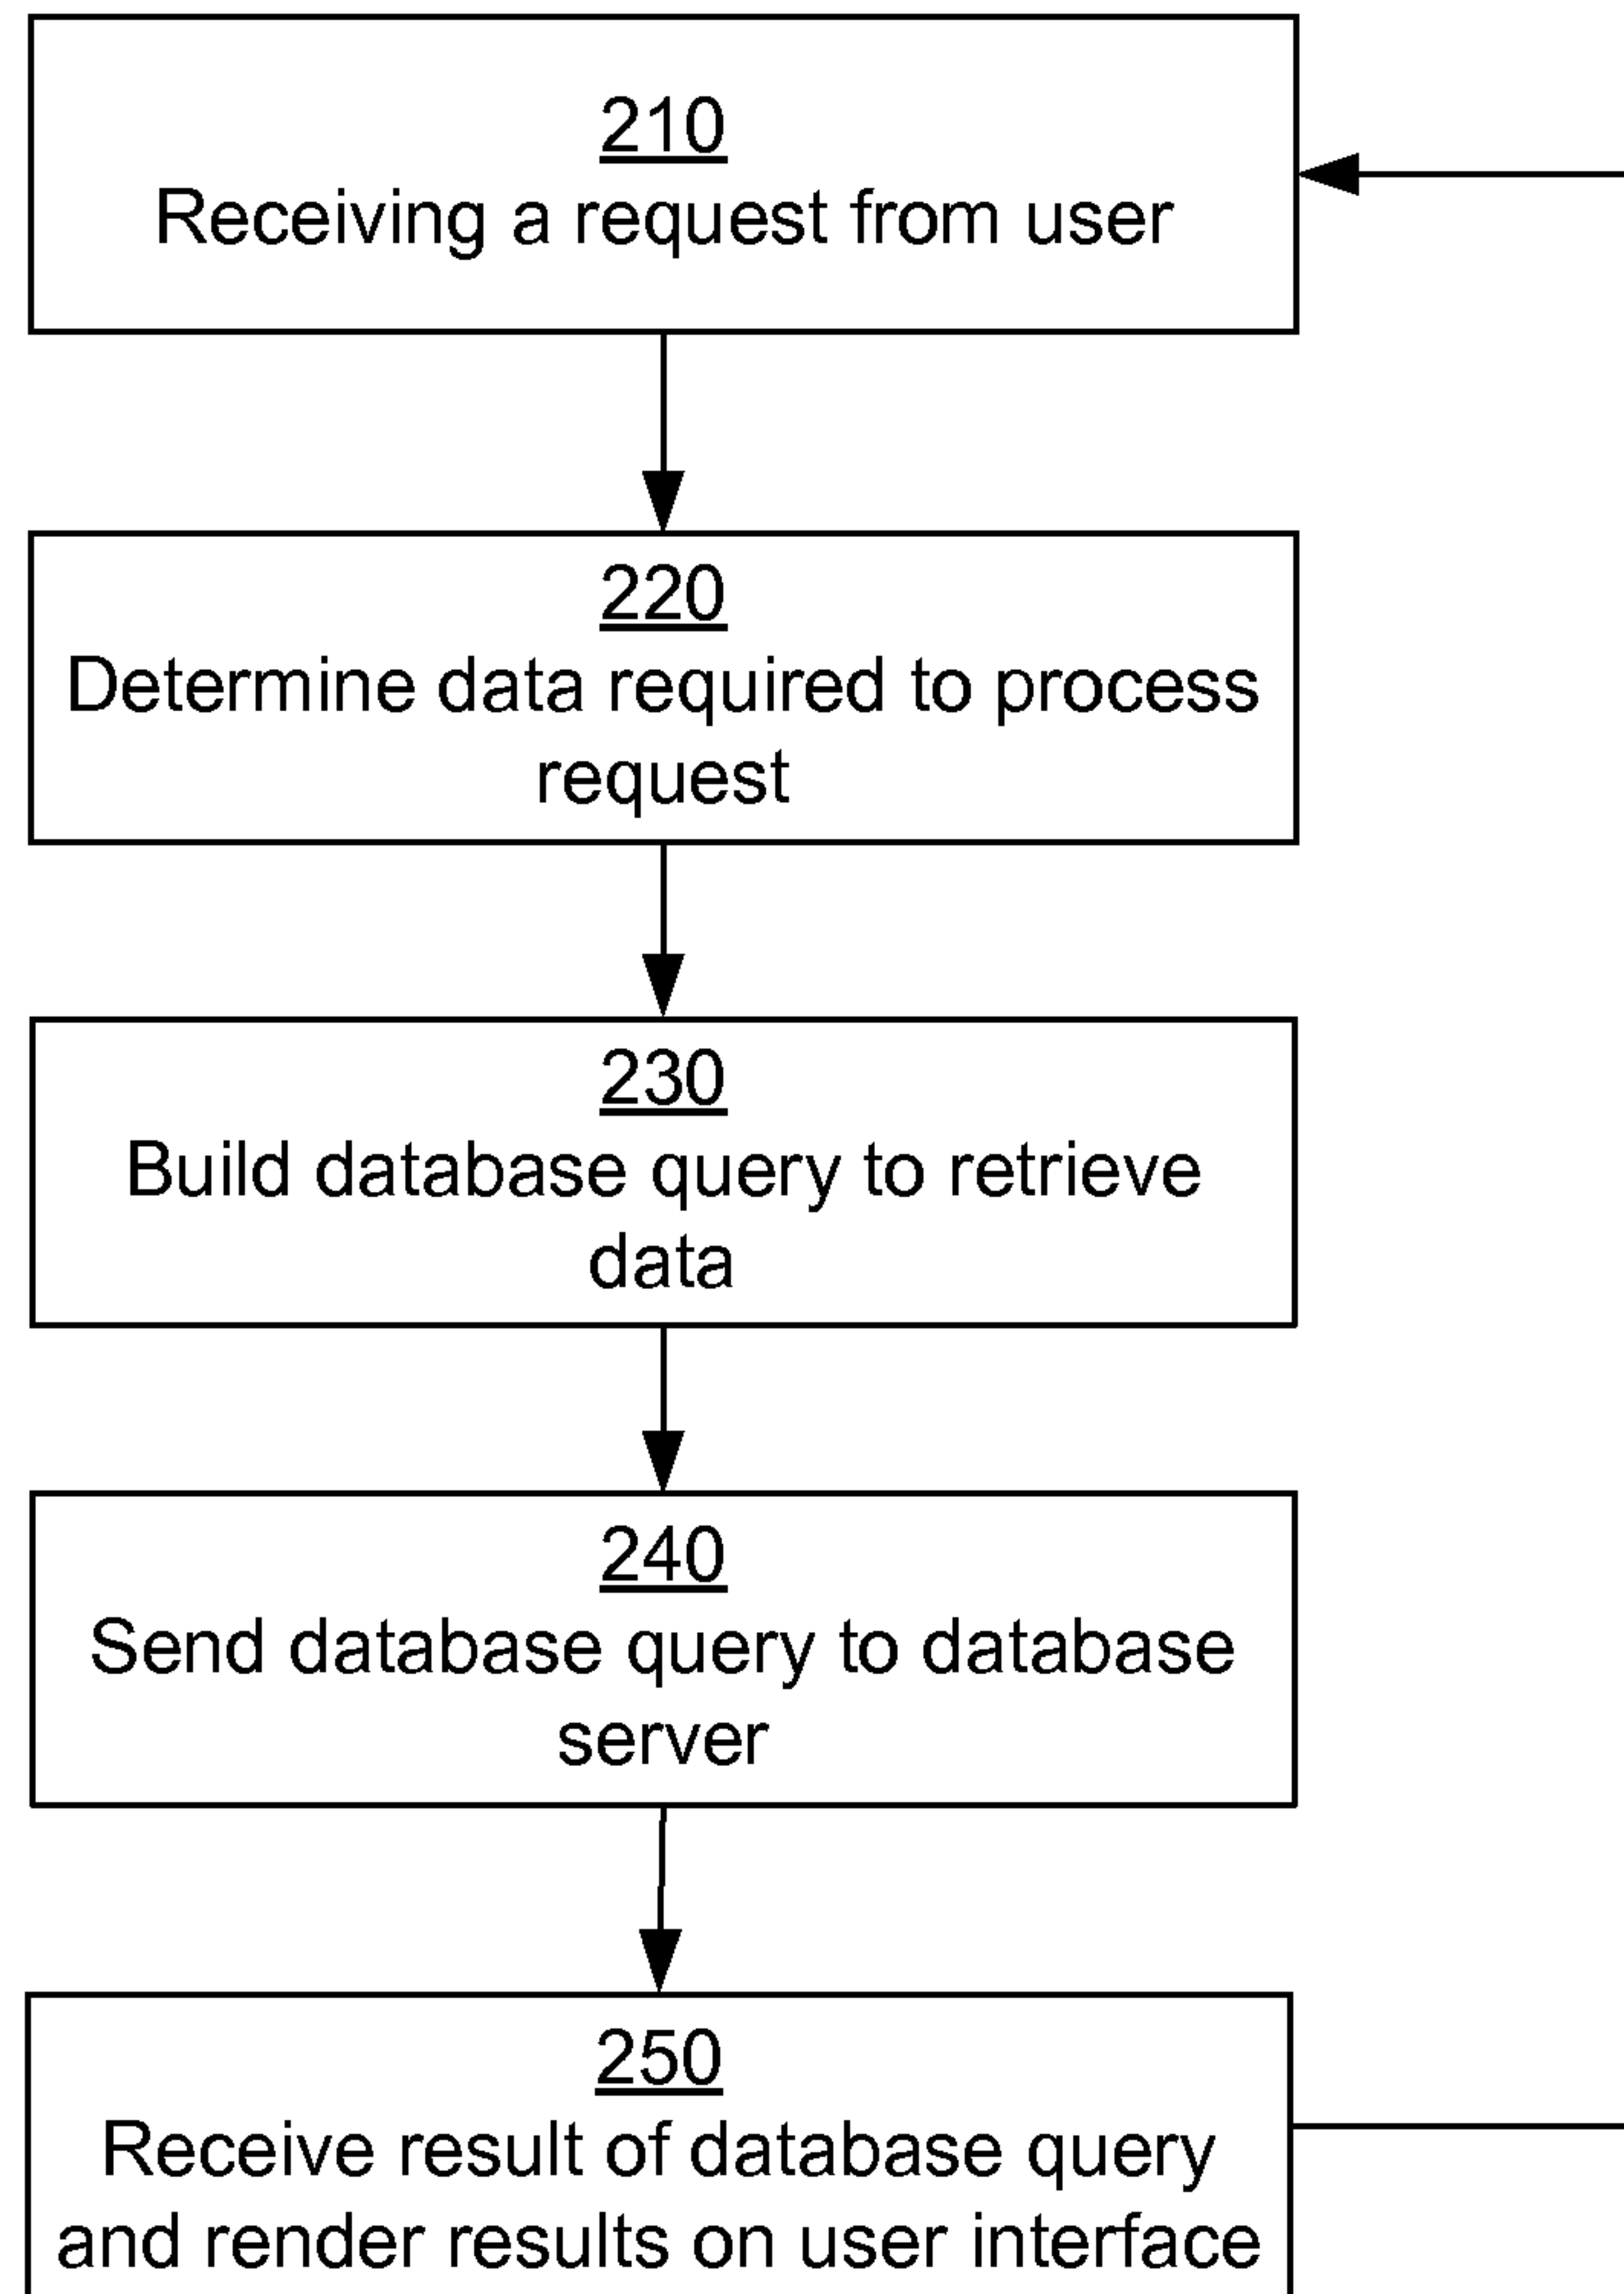 210
Receiving a request from user
220
Determine data required to process
request
230
Build database query to retrieve
data
240
Send database query to database
server
250
Receive result of database query
and render results on user interface